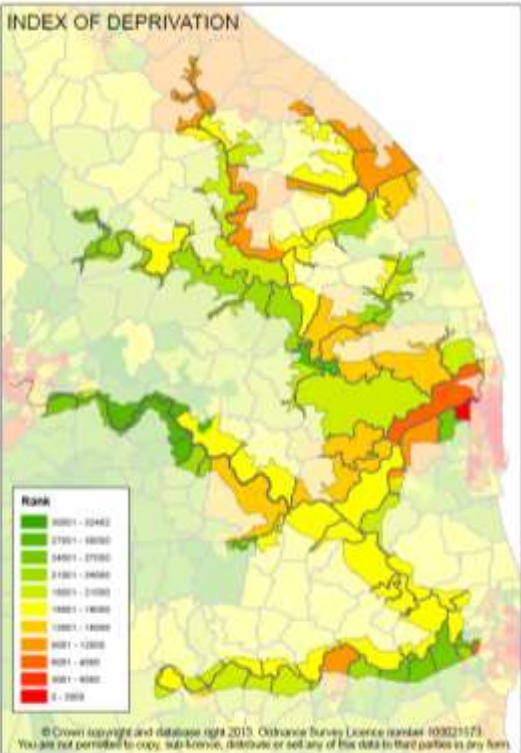 INDEX OF DEPRIVATION
Rank
30001 - 32482
27001 - 30000
24001 - 27000
21001 - 24000
18001 - 21000
15001 - 18000
12001 - 15000
9001 - 12000
6001 - 9000
3001 - 6000
0 - 3000
© Crown copyright and database right 2013. Ordnance Survey Licence number 100021573.
You are not permitted to copy, sub-licence, distribute or sell any of this data to third parties in any form